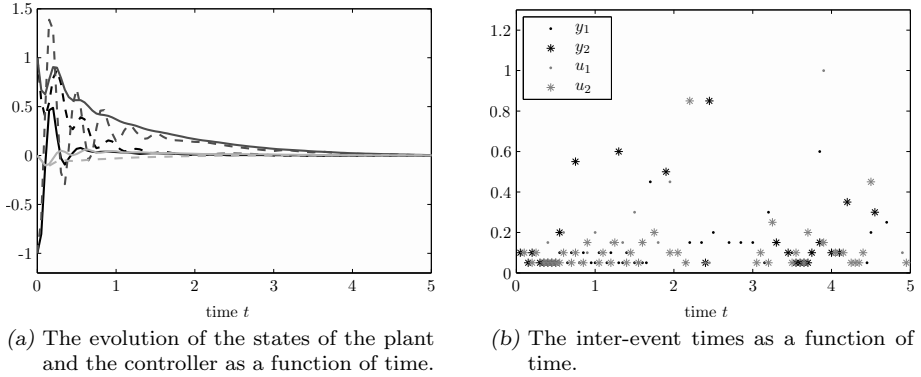 1.5
1
0.5
0
-0.5
-1
0 1 2 3 4 5
time t
(a) The evolution of the states of the plant
and the controller as a function of time.
1.2
1
0.8
0.6
0.4
0.2
0
0 1 2 3 4 5
y1
y2
u1
u2
time t
(b) The inter-event times as a function of
time.